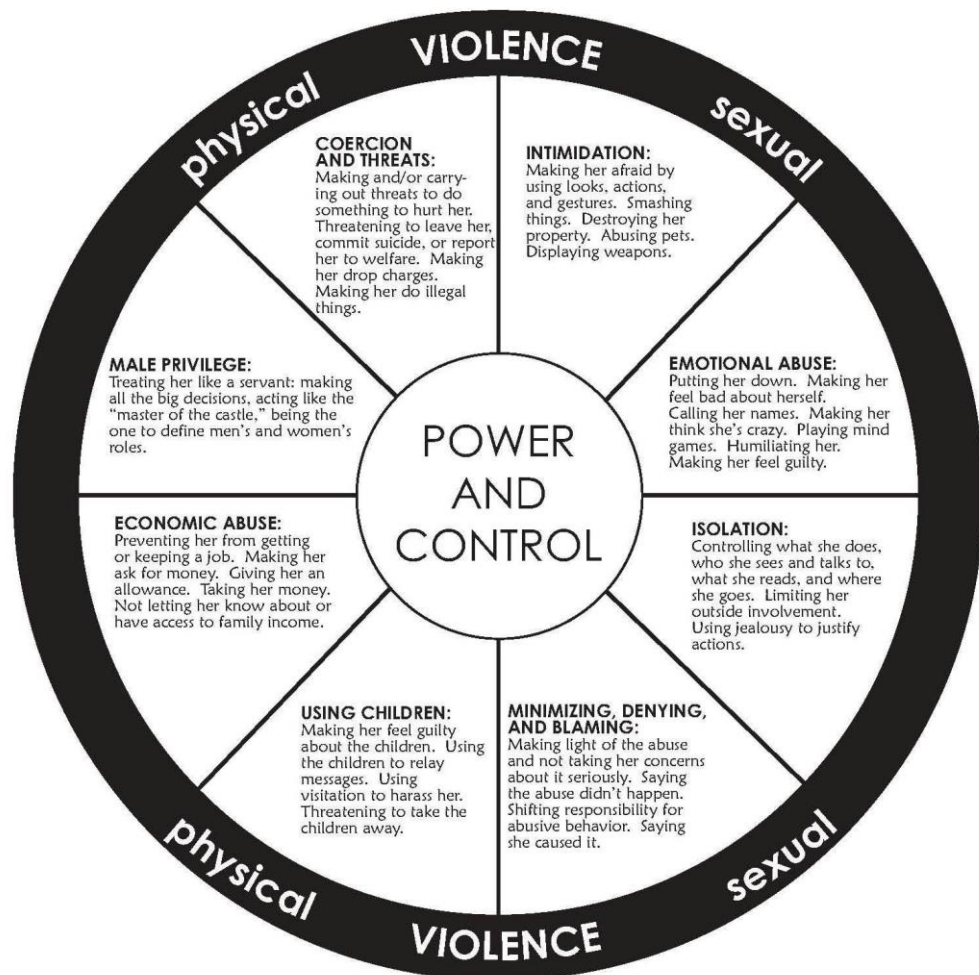 physical VIOLENCE sexual
COERCION
AND THREATS:
Making and/or carry-
ing out threats to do
something to hurt her.
Threatening to leave her,
commit suicide, or report
her to welfare.  Making
her drop charges.
Making her do illegal
things.
INTIMIDATION:
Making her afraid by
using looks, actions,
and gestures.  Smashing
things.  Destroying her
property.  Abusing pets.
Displaying weapons.
MALE PRIVILEGE:
Treating her like a servant: making
all the big decisions, acting like the
“master of the castle,” being the
one to define men’s and women’s
roles.
EMOTIONAL ABUSE:
Putting her down.  Making her
feel bad about herself.
Calling her names.  Making her
think she’s crazy.  Playing mind
games.  Humiliating her.
Making her feel guilty.
POWER
AND
CONTROL
ECONOMIC ABUSE:
Preventing her from getting
or keeping a job.  Making her
ask for money.  Giving her an
allowance.  Taking her money.
Not letting her know about or
have access to family income.
ISOLATION:
Controlling what she does,
who she sees and talks to,
what she reads, and where
she goes.  Limiting her
outside involvement.
Using jealousy to justify
actions.
USING CHILDREN:
Making her feel guilty
about the children.  Using
the children to relay
messages.  Using
visitation to harass her.
Threatening to take the
children away.
MINIMIZING, DENYING,
AND BLAMING:
Making light of the abuse
and not taking her concerns
about it seriously.  Saying
the abuse didn’t happen.
Shifting responsibility for
abusive behavior.  Saying
she caused it.
physical VIOLENCE sexual